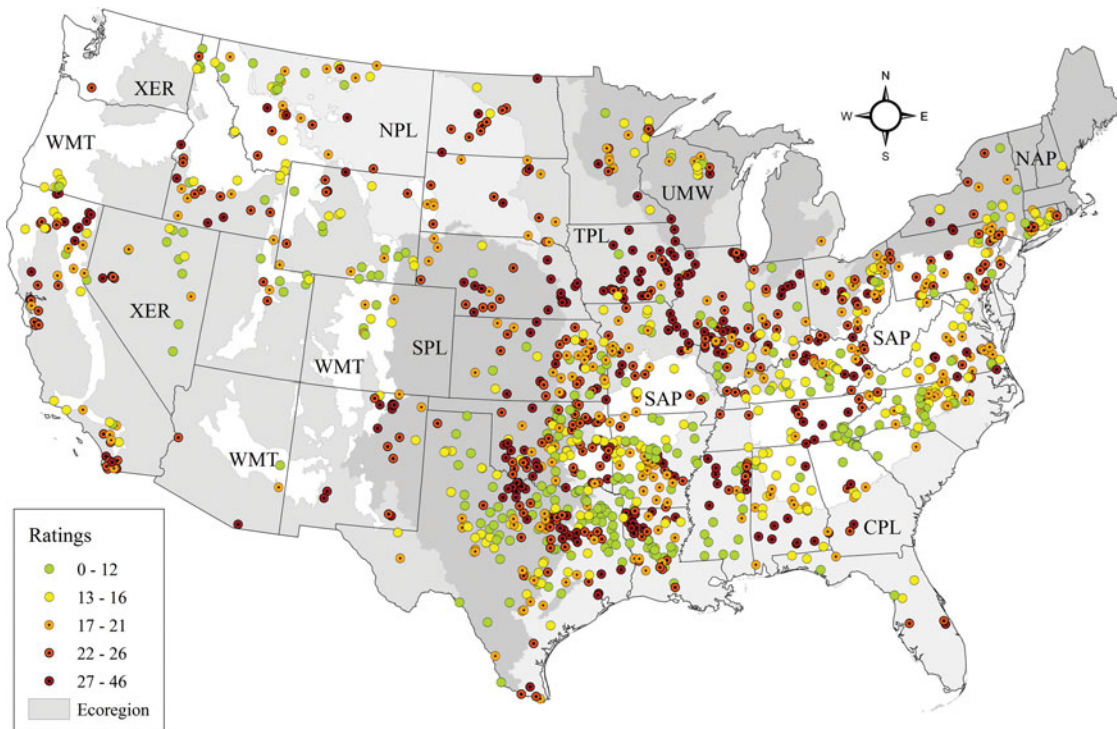 N
W E
S
XER
WMT
NPL
UMW
NAP
TPL
XER
SAP
WMT
SPL
SAP
WMT
CPL
Ratings
0 - 12
13 - 16
17 - 21
22 - 26
27 - 46
Ecoregion